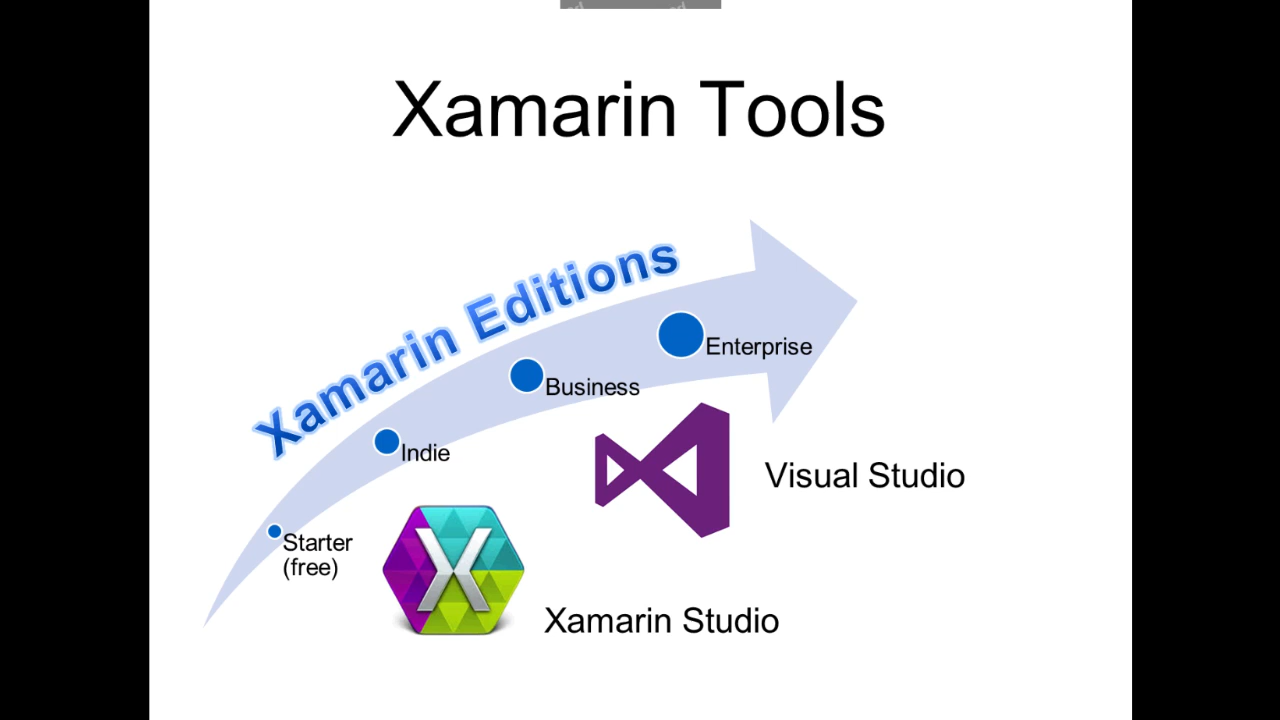 Xamarin Tools
Xamarin Editions
Enterprise
Business
Indie
Visual Studio
Starter
(free)
X
Xamarin Studio